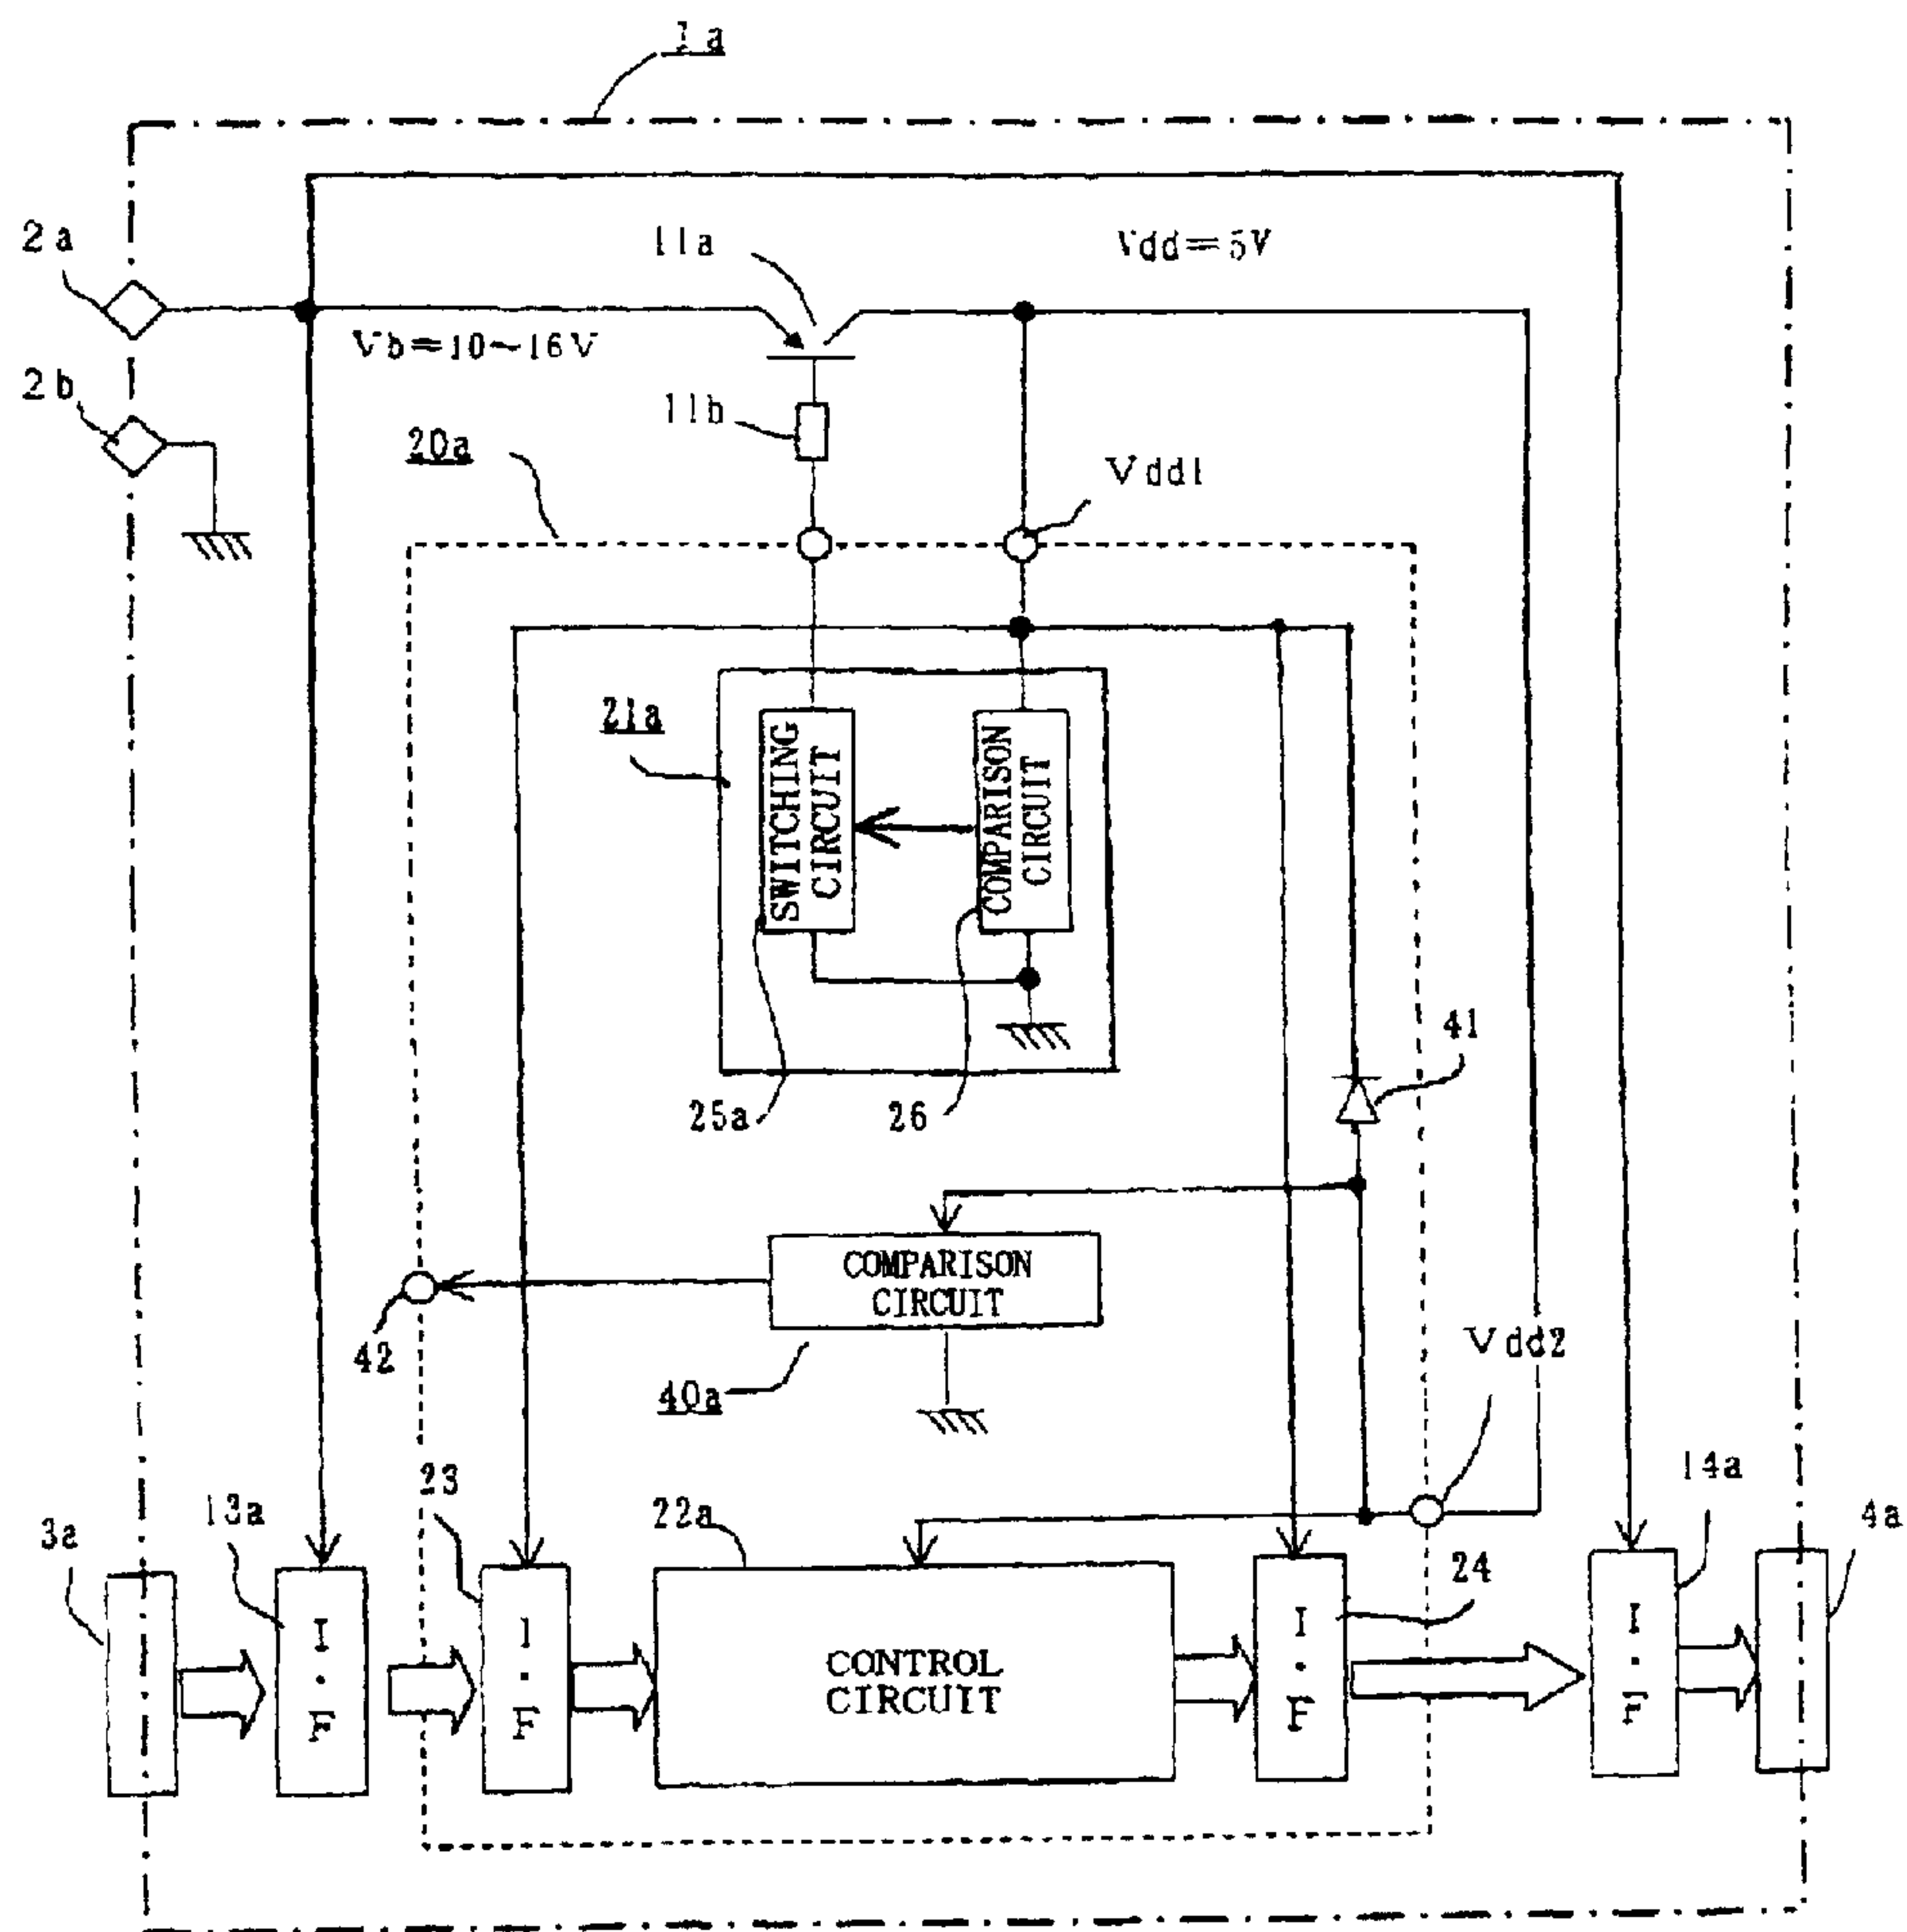 1a
2a
11a
Vdd=5V
Vb=10~16V
2b
11b
20a
Vdd1
21a
SWITCHING
CIRCUIT
COMPARISON
CIRCUIT
41
25a
26
COMPARISON
CIRCUIT
42
Vdd2
40a
23
14a
13a
22a
4a
3a
24
I・F
I・F
CONTROL
CIRCUIT
I・F
I・F